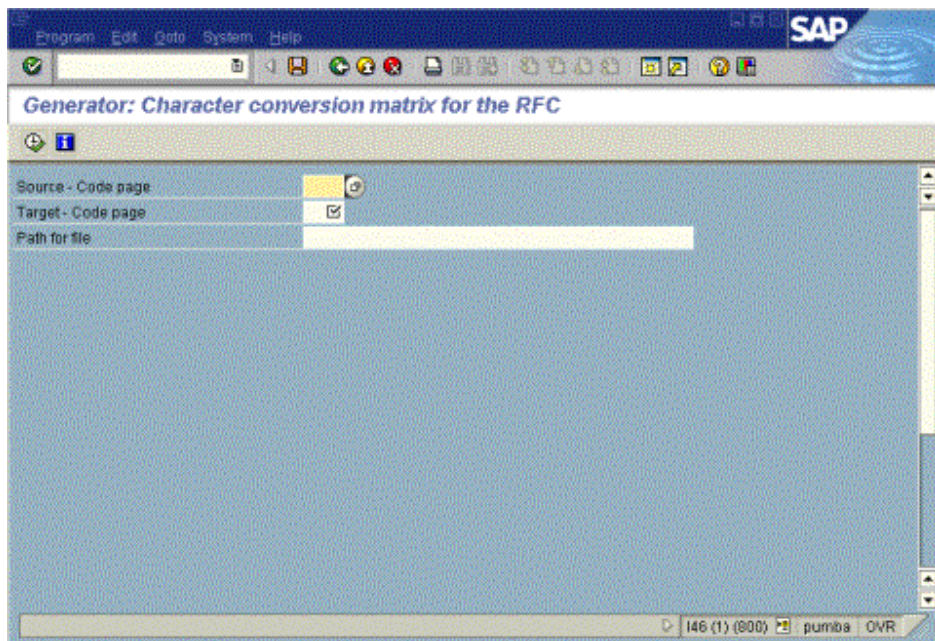 Program Edit Goto System Help
SAP
Generator: Character conversion matrix for the RFC
Source - Code page
Target - Code page
Path for file
I46 (1) (800) pumba OVR